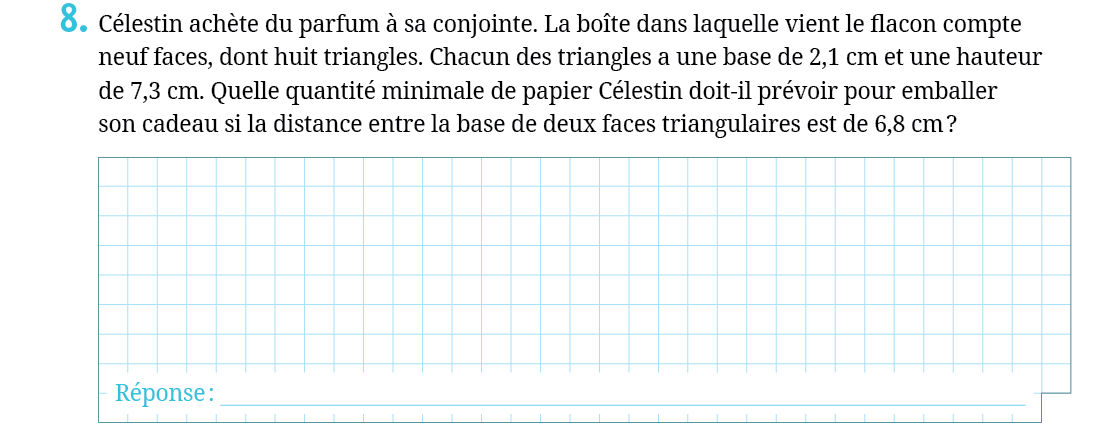 8. Célestin achète du parfum à sa conjointe. La boîte dans laquelle vient le flacon compte
neuf faces, dont huit triangles. Chacun des triangles a une base de 2,1 cm et une hauteur
de 7,3 cm. Quelle quantité minimale de papier Célestin doit-il prévoir pour emballer
son cadeau si la distance entre la base de deux faces triangulaires est de 6,8 cm ?
Réponse :